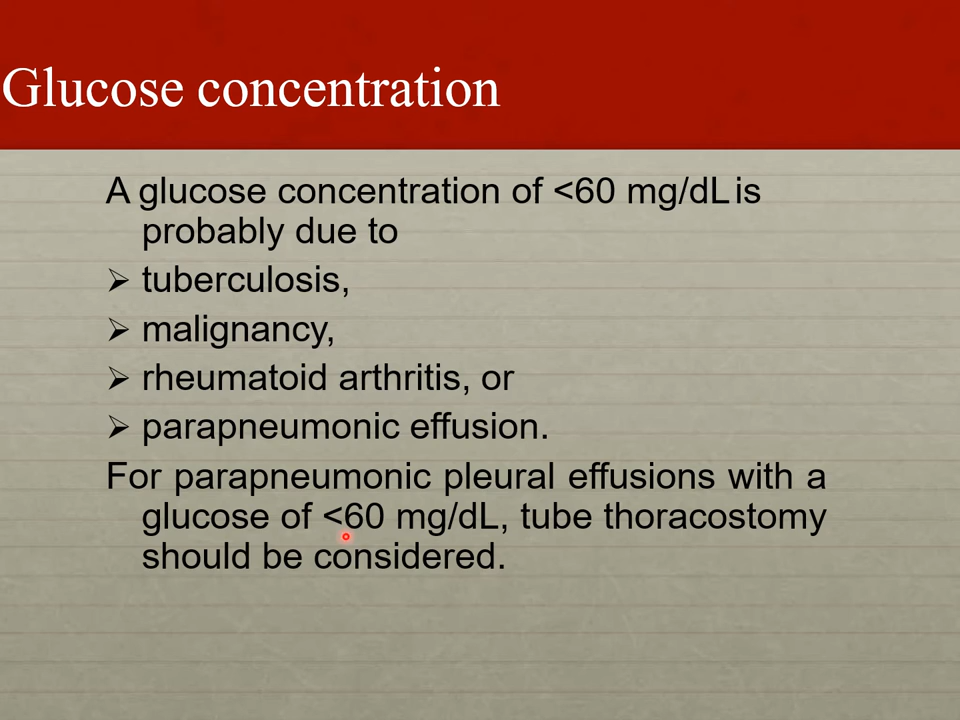 Glucose concentration
A glucose concentration of <60 mg/dL is
probably due to
➢ tuberculosis,
➢ malignancy,
➢ rheumatoid arthritis, or
➢ parapneumonic effusion.
For parapneumonic pleural effusions with a
glucose of <60 mg/dL, tube thoracostomy
should be considered.